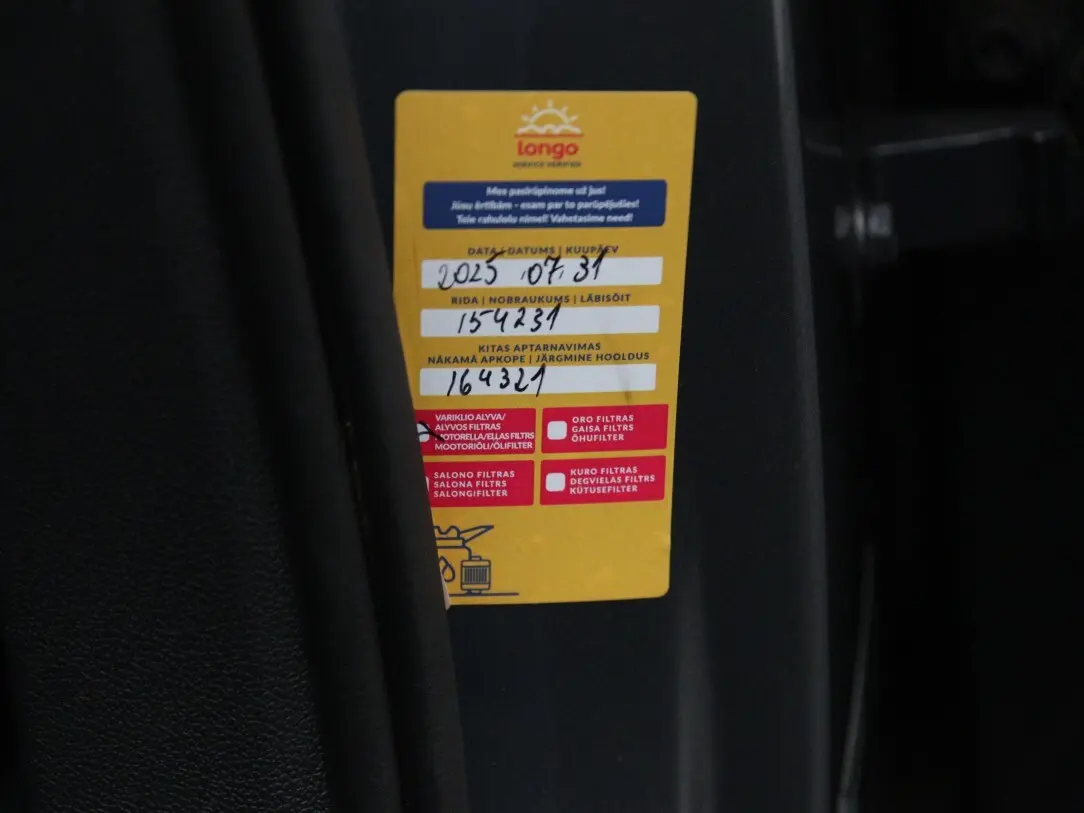 longo
SERVICE VERIFIED
Mes pasirūpinome už jus!
Jūsu ērtībām - esam par to parūpējušies!
Teie rahulolu nimel! Vahetasime need!
DATA | DATUMS | KUUPÄEV
2025.07.31
RIDA | NOBRAUKUMS | LÄBISÕIT
154231
KITAS APTARNAVIMAS
NĀKAMĀ APKOPE | JÄRGMINE HOOLDUS
164321
VARIKLIO ALYVA/
ALYVOS FILTRAS
MOTORELLA/ELLAS FILTRS
MOOTORIÕLI/ÕLIFILTER
ORO FILTRAS
GAISA FILTRS
ÕHUFILTER
SALONO FILTRAS
SALONA FILTRS
SALONGIFILTER
KURO FILTRAS
DEGVIELAS FILTRS
KÜTUSEFILTER